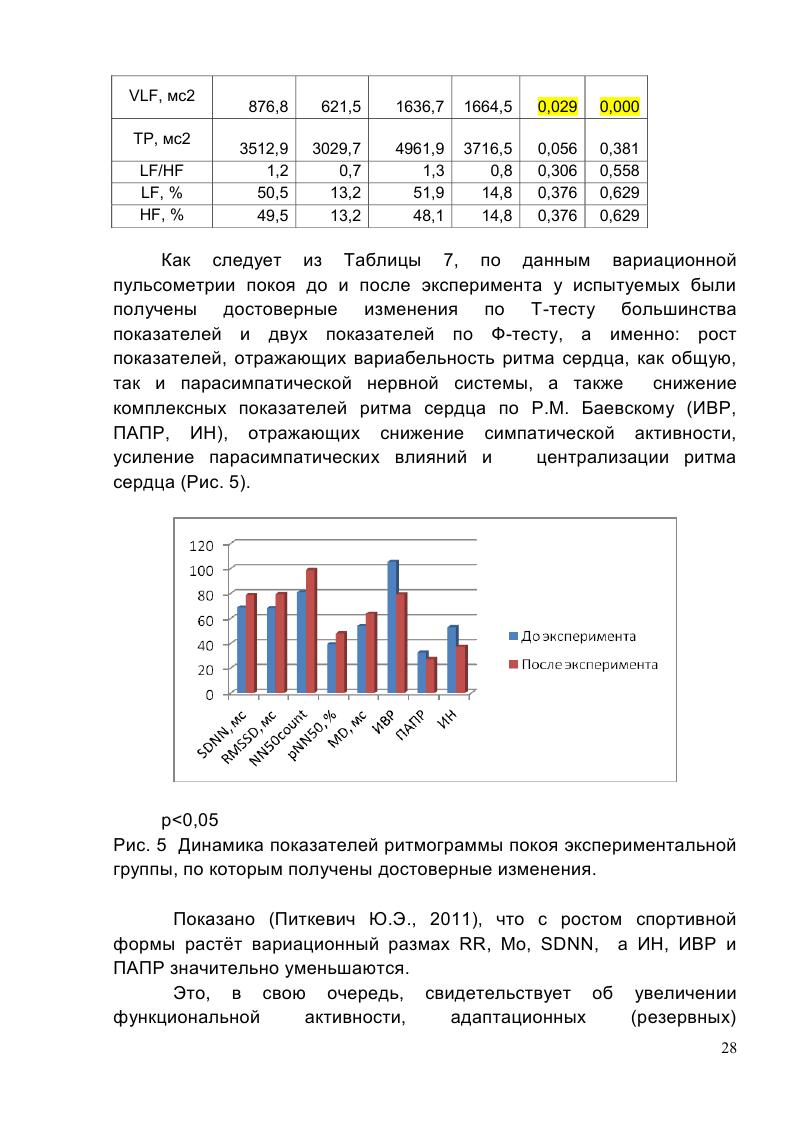 VLF, мс2 876,8 621,5 1636,7 1664,5 0,029 0,000
TP, мс2 3512,9 3029,7 4961,9 3716,5 0,056 0,381
LF/HF 1,2 0,7 1,3 0,8 0,306 0,558
LF, % 50,5 13,2 51,9 14,8 0,376 0,629
HF, % 49,5 13,2 48,1 14,8 0,376 0,629
Как следует из Таблицы 7, по данным вариационной
пульсометрии покоя до и после эксперимента у испытуемых были
получены достоверные изменения по Т-тесту большинства
показателей и двух показателей по Ф-тесту, а именно: рост
показателей, отражающих вариабельность ритма сердца, как общую,
так и парасимпатической нервной системы, а также снижение
комплексных показателей ритма сердца по Р.М. Баевскому (ИВР,
ПАПР, ИН), отражающих снижение симпатической активности,
усиление парасимпатических влияний и централизации ритма
сердца (Рис. 5).
120
100
80
60
40
20
0
SDNN, мс
RMSSD, мс
NN50count
pNN50, %
MD, мс
ИВР
ПАПР
ИН
До эксперимента
После эксперимента
p<0,05
Рис. 5 Динамика показателей ритмограммы покоя экспериментальной
группы, по которым получены достоверные изменения.
Показано (Питкевич Ю.Э., 2011), что с ростом спортивной
формы растёт вариационный размах RR, Мо, SDNN, а ИН, ИВР и
ПАПР значительно уменьшаются.
Это, в свою очередь, свидетельствует об увеличении
функциональной активности, адаптационных (резервных)
28